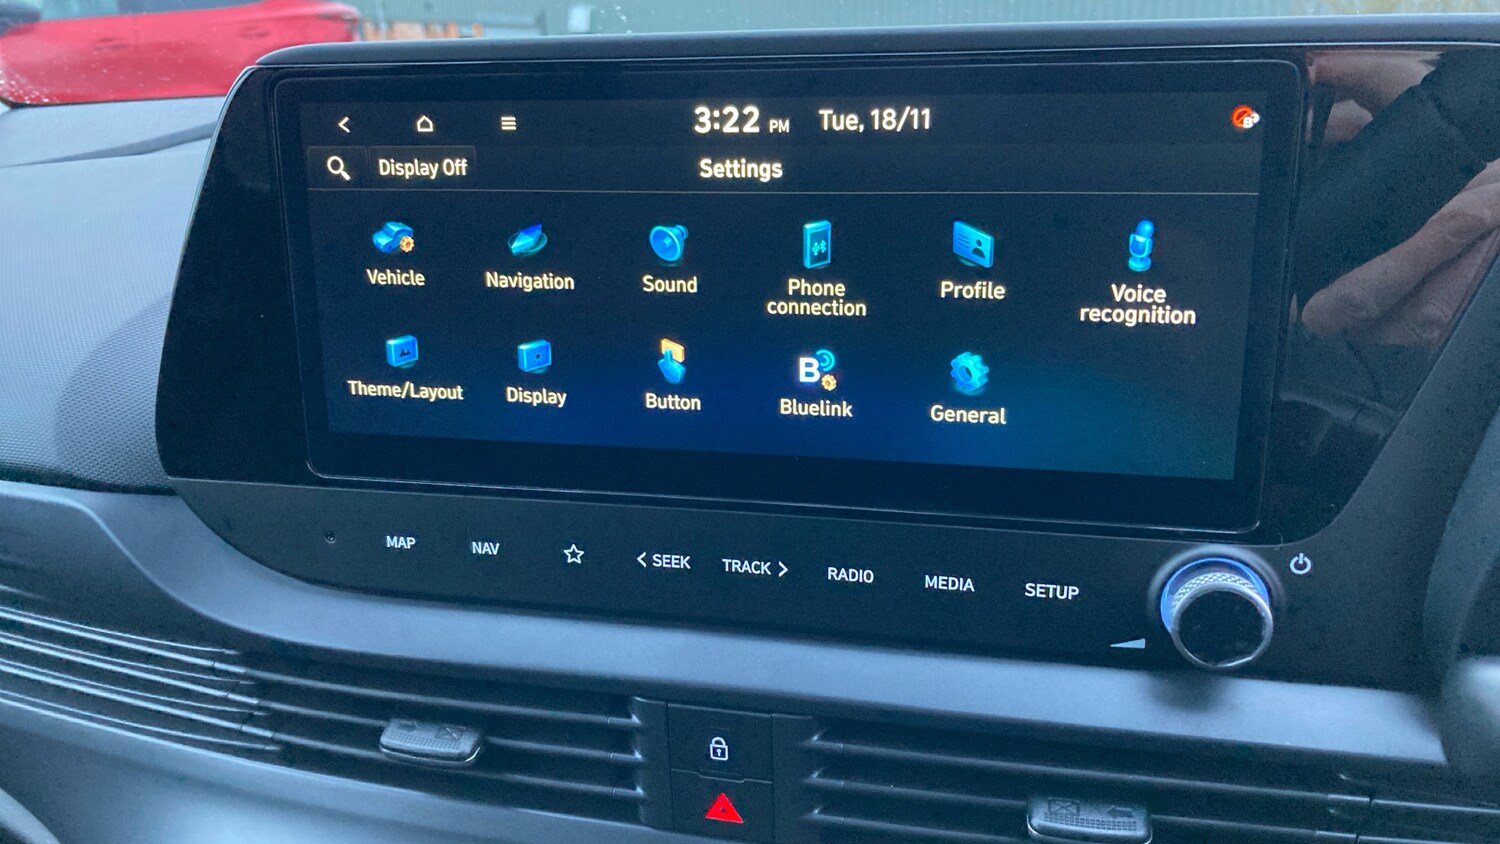 3:22 PM Tue, 18/11
Display Off
Settings
Vehicle
Navigation
Sound
Phone
connection
Profile
Voice
recognition
Theme/Layout
Display
Button
B
Bluelink
General
MAP
NAV
SEEK
TRACK
RADIO
MEDIA
SETUP